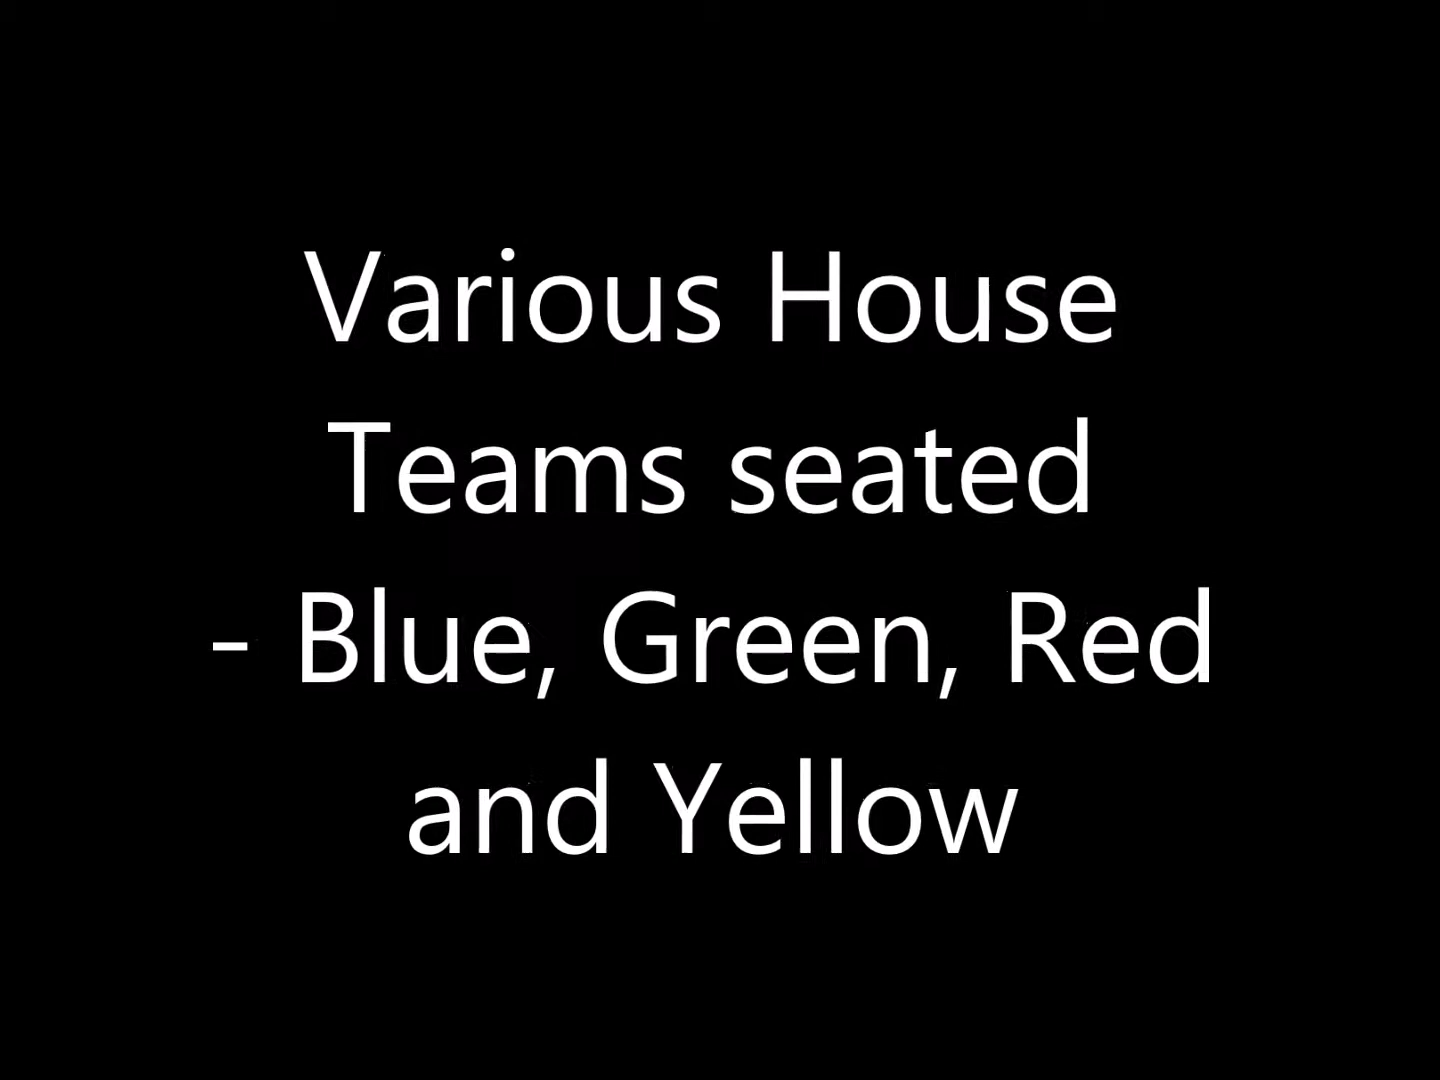 Various House
Teams seated
- Blue, Green, Red
and Yellow